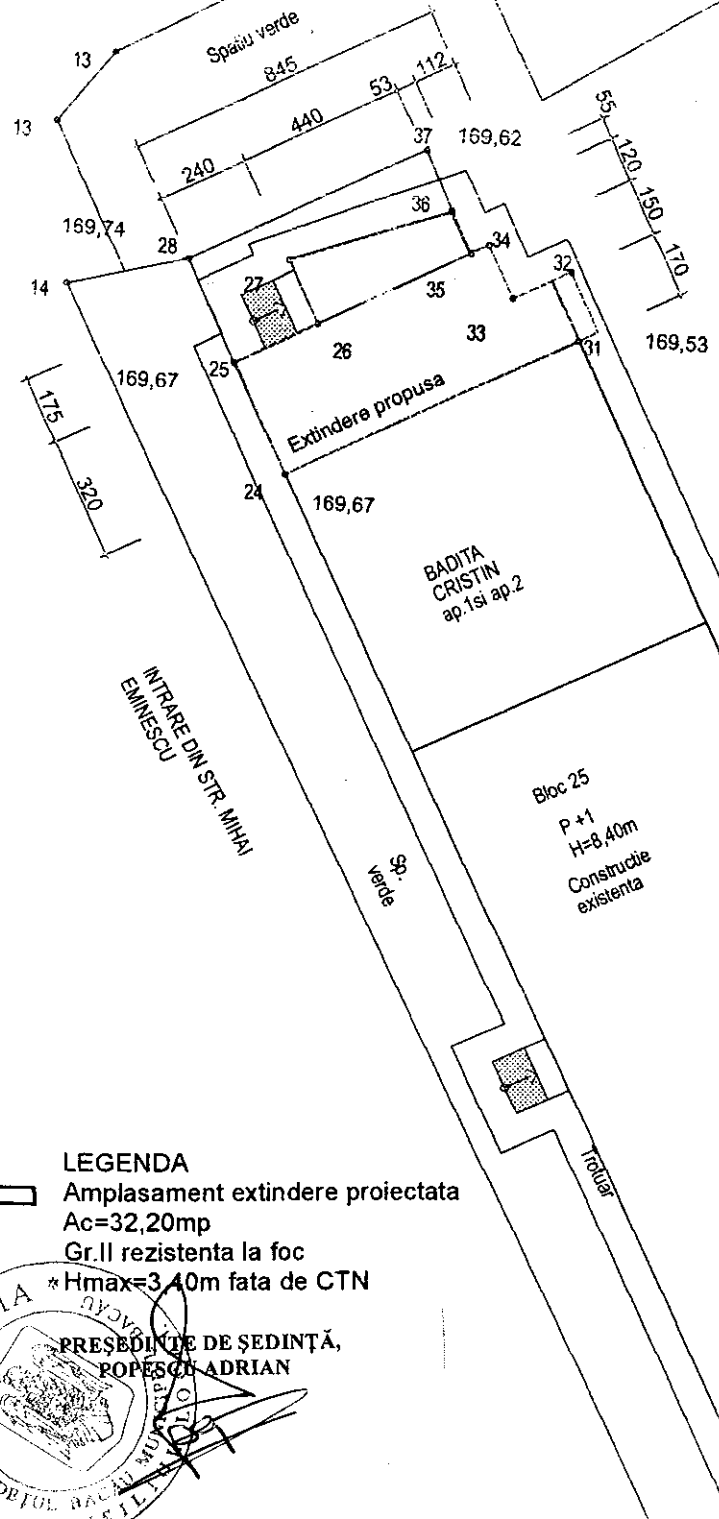 Spatiu verde
13
845
53
112
13
440
37
169,62
55
240
120
169,74
36
150
28
34
170
14
27
35
32
33
26
31
169,53
25
169,67
175
Extindere propusa
320
24
169,67
BADITA
CRISTIN
ap.1si ap.2
INTRARE DIN STR. MIHAI
EMINESCU
Bloc 25
P +1
H=8,40m
Constructie
existenta
Sp.
verde
Trotuar
LEGENDA
Amplasament extindere proiectata
Ac=32,20mp
Gr.II rezistenta la foc
Hmax=3,40m fata de CTN
PREŞEDINTE DE ŞEDINŢĂ,
POPESCU ADRIAN
BACĂU